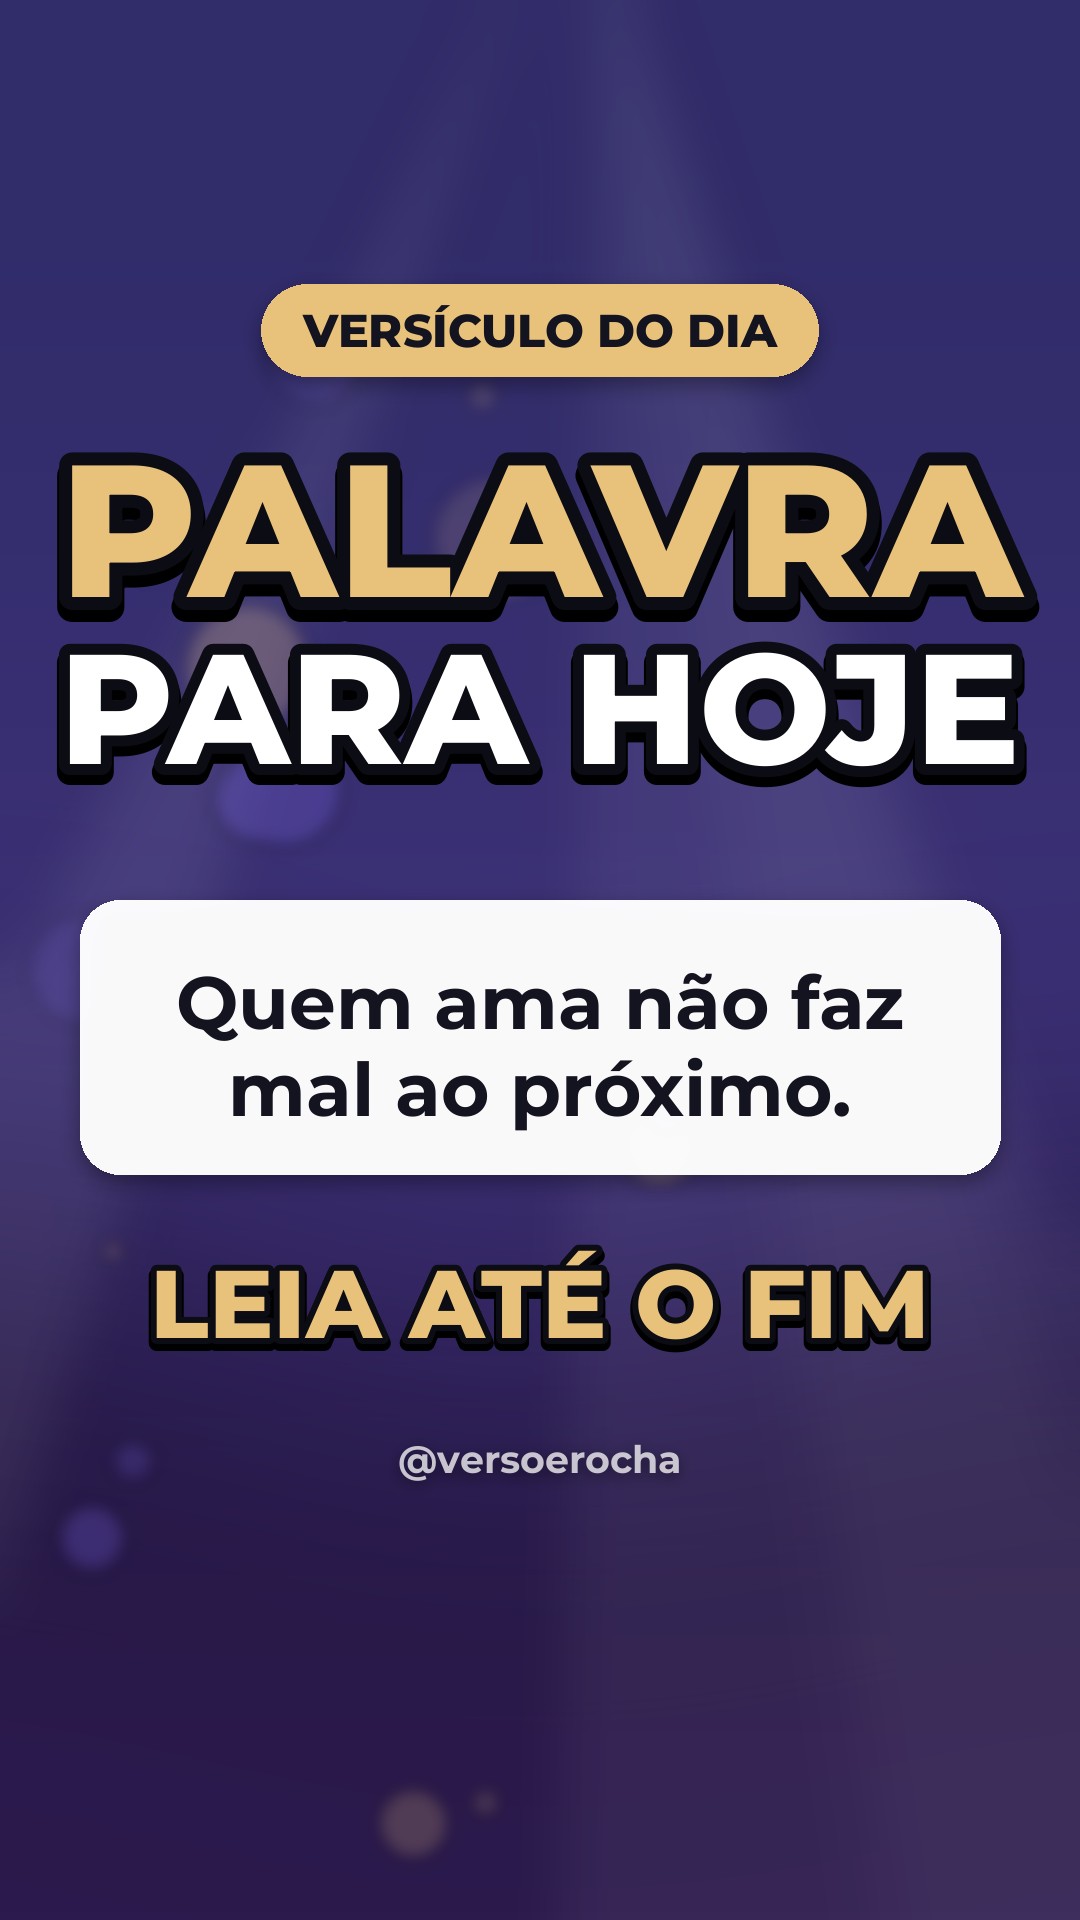 VERSÍCULO DO DIA
PALAVRA
PARA HOJE
Quem ama não faz
mal ao próximo.
LEIA ATÉ O FIM
@versoerocha